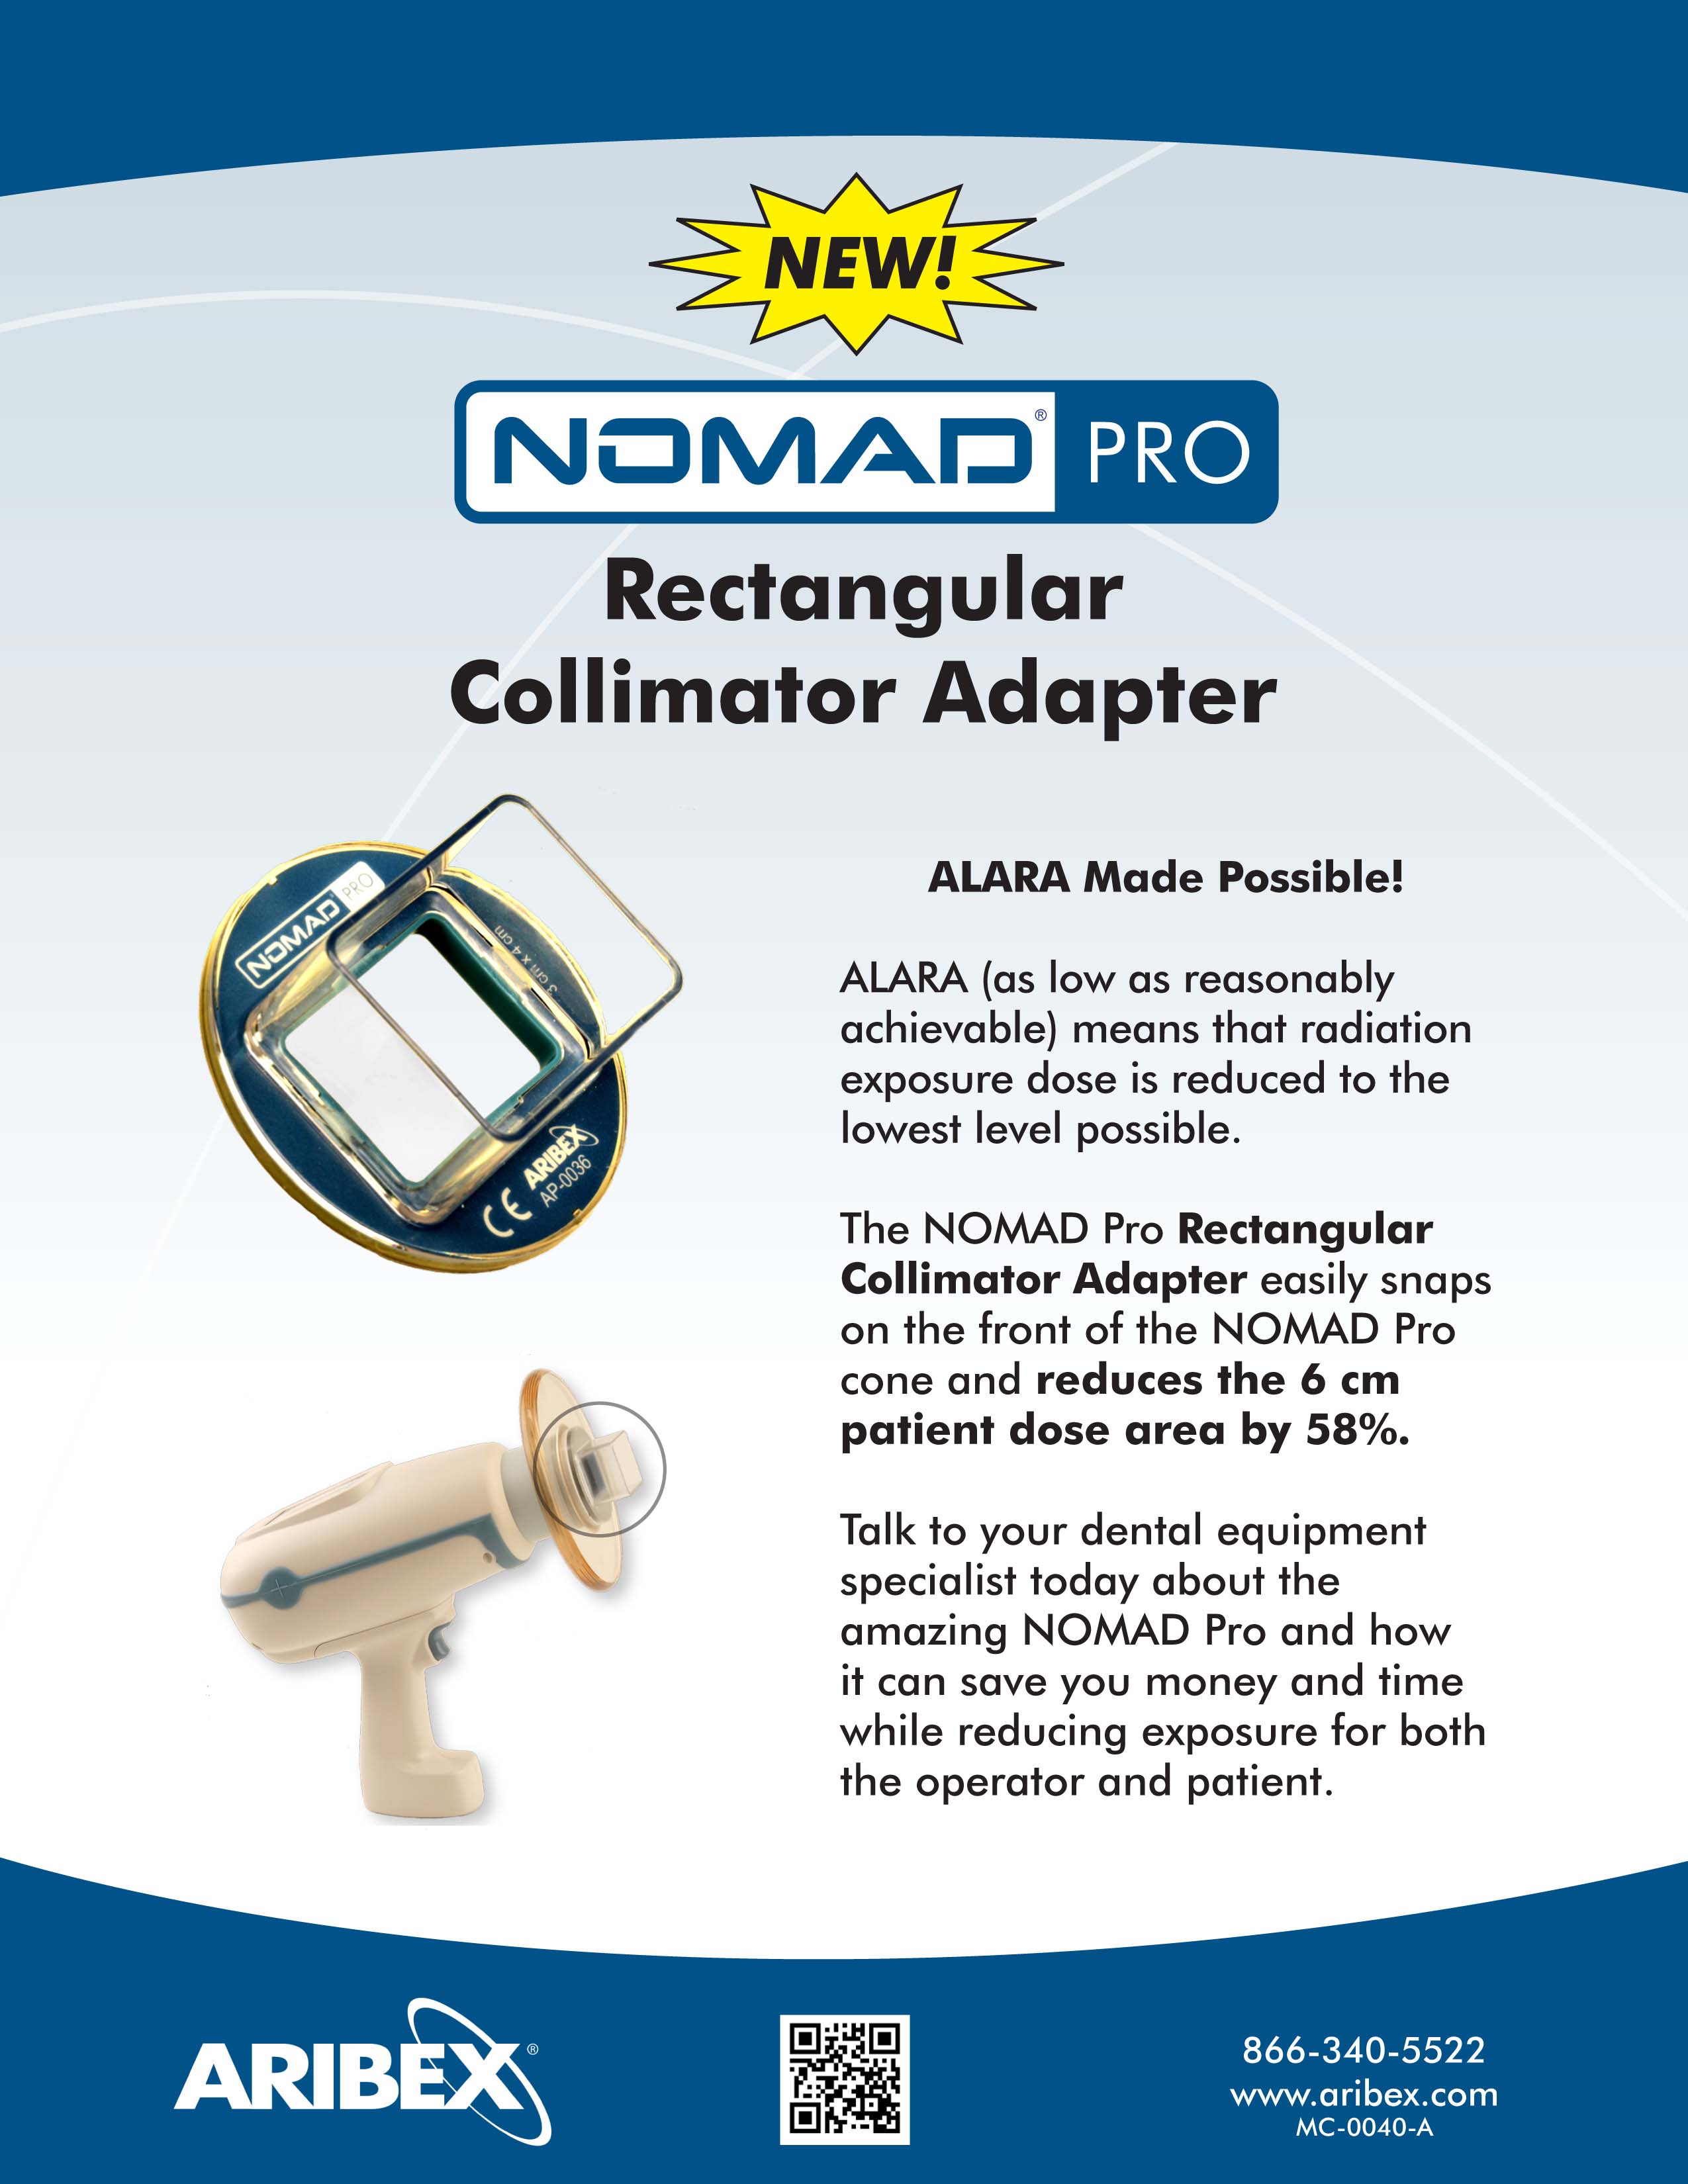 NEW!
NOMAD® PRO
Rectangular
Collimator Adapter
NOMAD® PRO
3 cm x 4 cm
CE ARIBEX
AP-0036
ALARA Made Possible!
ALARA (as low as reasonably
achievable) means that radiation
exposure dose is reduced to the
lowest level possible.
The NOMAD Pro Rectangular
Collimator Adapter easily snaps
on the front of the NOMAD Pro
cone and reduces the 6 cm
patient dose area by 58%.
Talk to your dental equipment
specialist today about the
amazing NOMAD Pro and how
it can save you money and time
while reducing exposure for both
the operator and patient.
ARIBEX®
866-340-5522
www.aribex.com
MC-0040-A